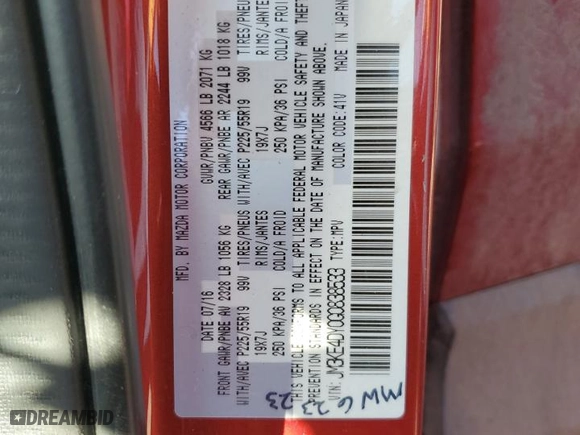 MFD. BY MAZDA MOTOR CORPORATION
DATE 07/16 GVWR/PNBV 4566 LB 2071 KG
FRONT GAWR/PNBE AV 2328 LB 1056 KG REAR GAWR/PNBE AR 2244 LB 1018 KG
WITH/AVEC P225/55R19 99V TIRES/PNEUS WITH/AVEC P225/55R19 99V TIRES/PNEU
19X7J RIMS/JANTES 19X7J RIMS/JANTES
250 KPA/36 PSI COLD/A FROID 250 KPA/36 PSI COLD/A FROID
THIS VEHICLE CONFORMS TO ALL APPLICABLE FEDERAL MOTOR VEHICLE SAFETY AND THEFT
PREVENTION STANDARDS IN EFFECT ON THE DATE OF MANUFACTURE SHOWN ABOVE.
COLOR CODE:41V MADE IN JAPAN
VIN: JM3KE4DY0G0838533 TYPE:MPV
MW 6 23 23
DREAMBID